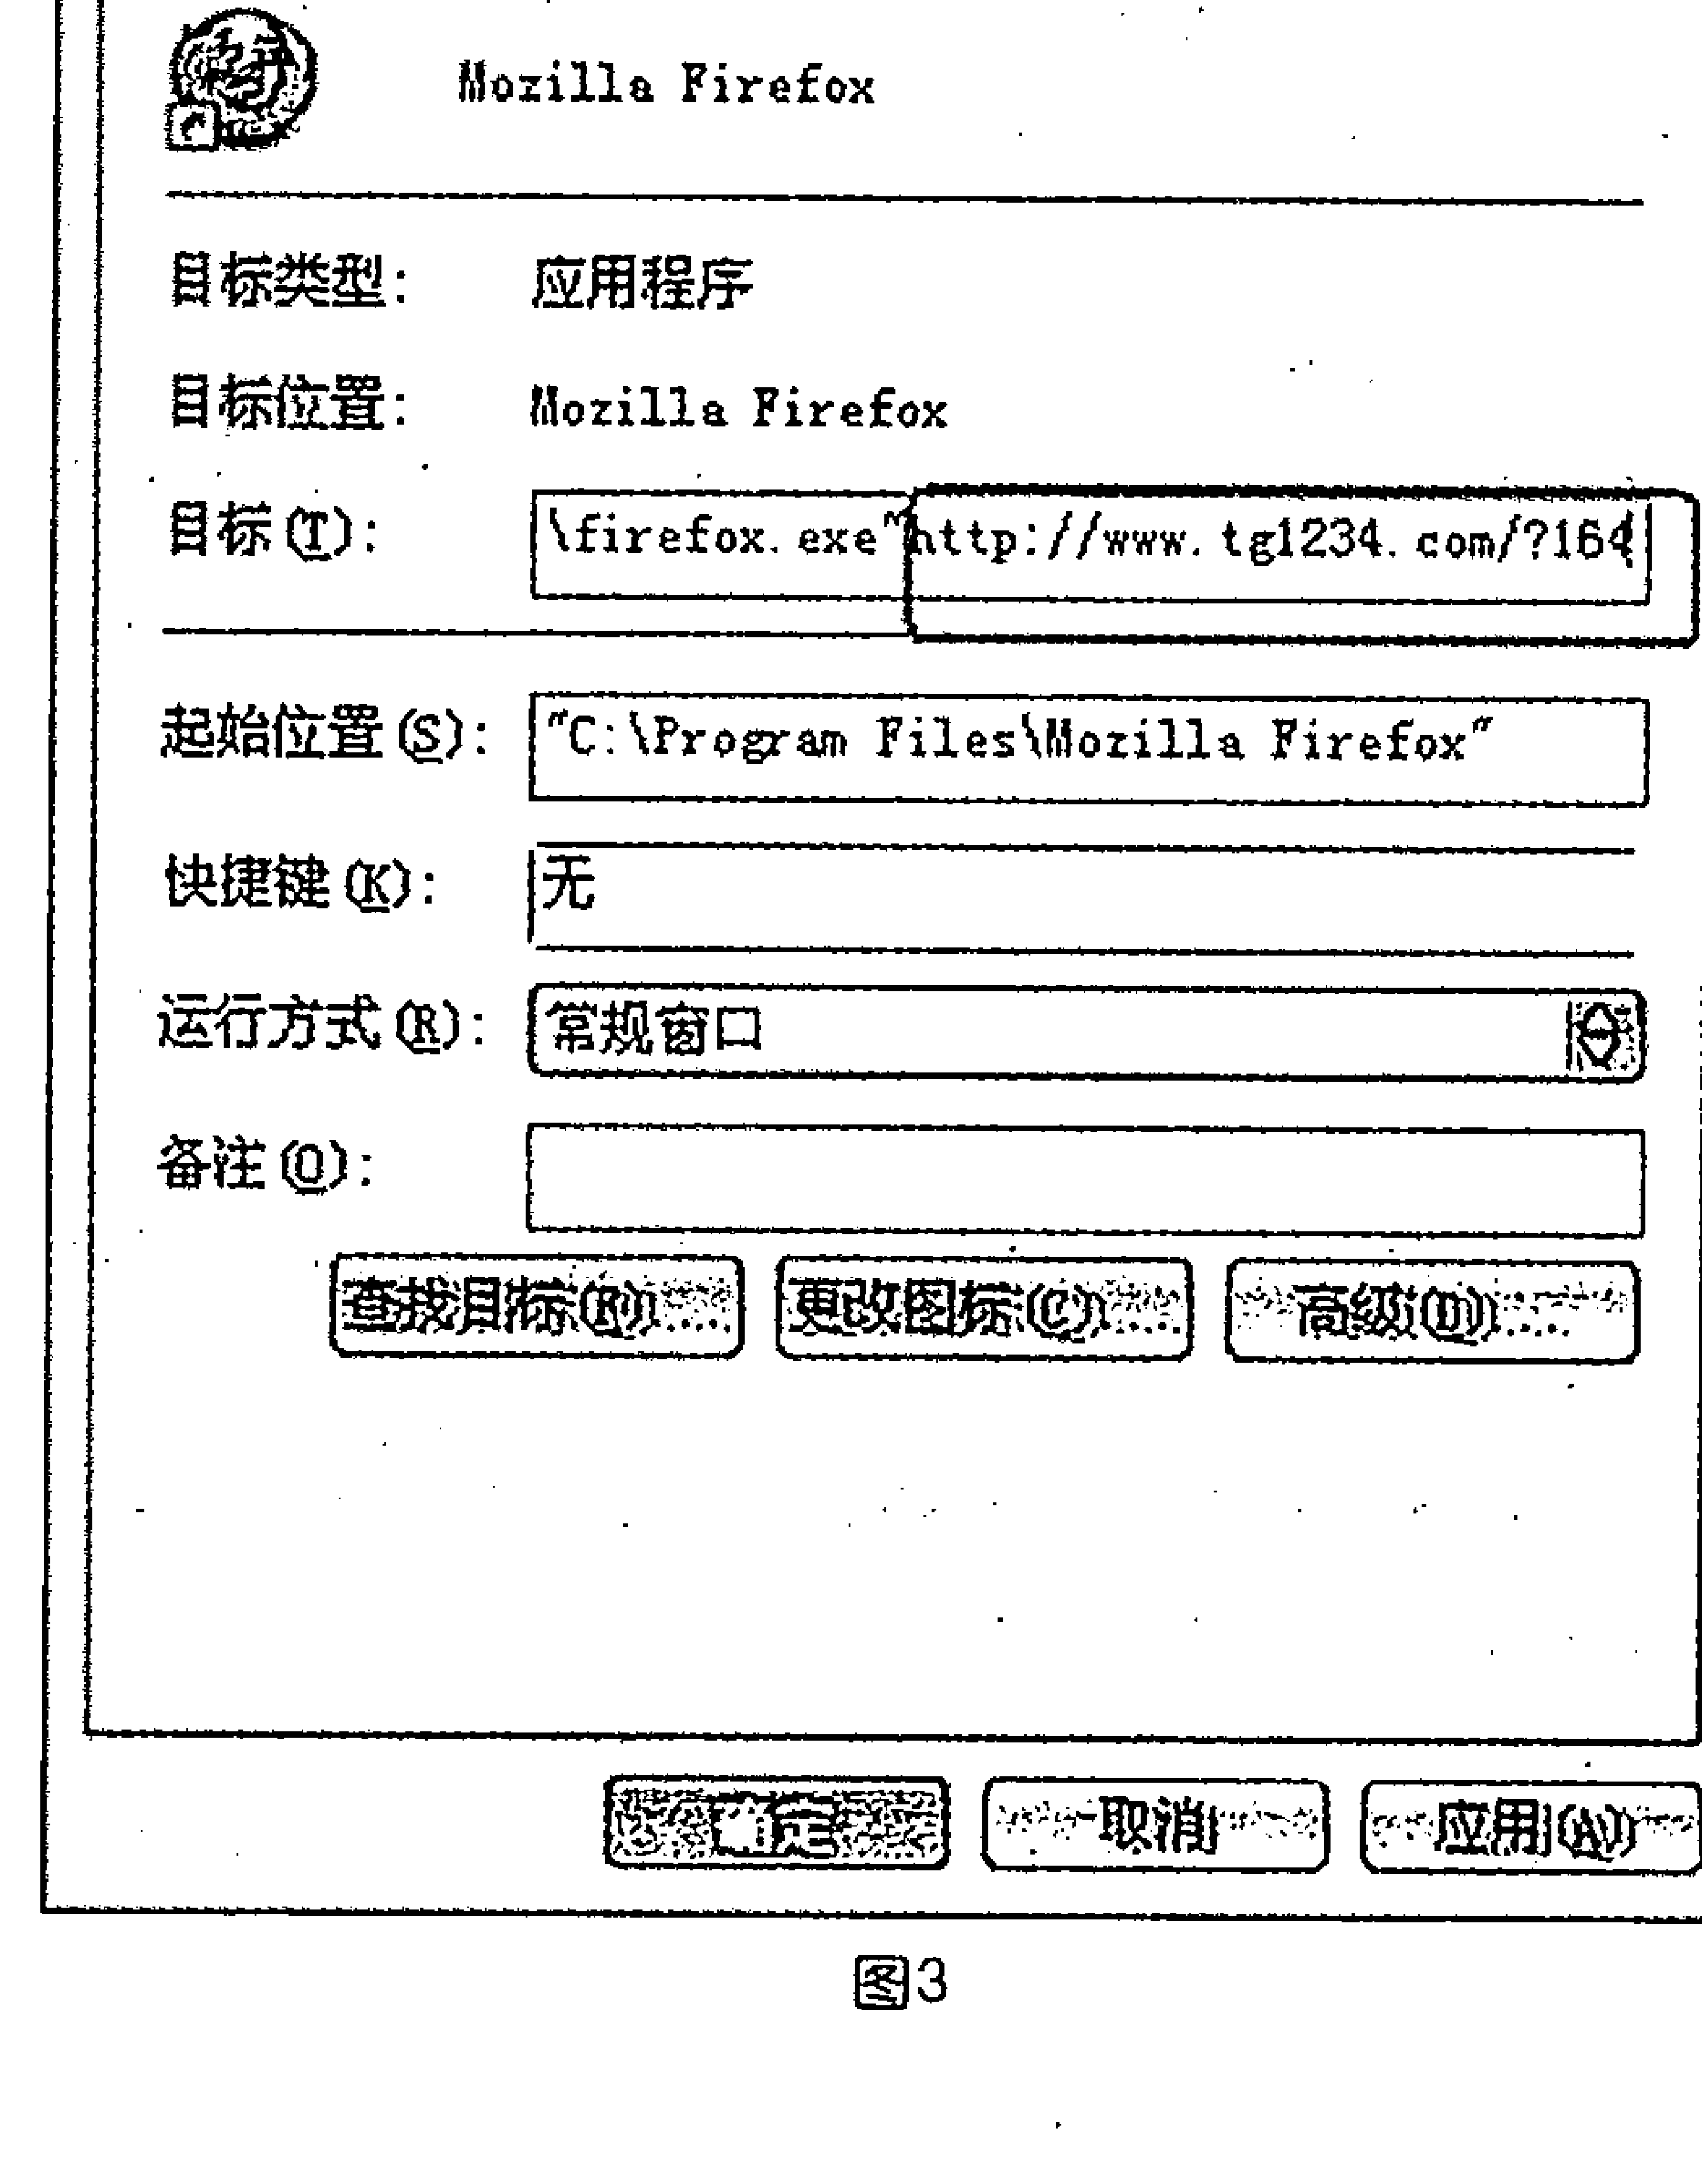 Mozilla Firefox
目标类型: 应用程序
目标位置: Mozilla Firefox
目标(T): \firefox.exe" http://www.tg1234.com/?164
起始位置(S): "C:\Program Files\Mozilla Firefox"
快捷键(K): 无
运行方式(R): 常规窗口
备注(O):
查找目标(F)... 更改图标(C)... 高级(D)...
确定 取消 应用(A)
图3